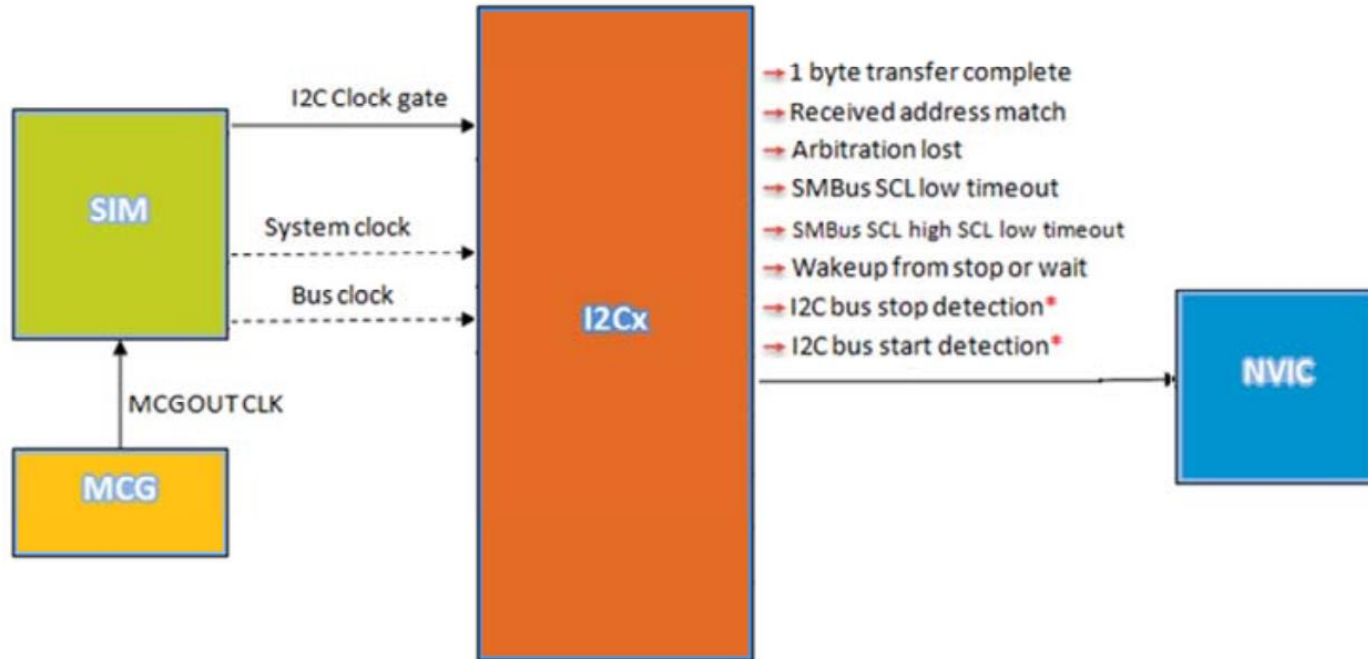 I2C Clock gate
SIM
System clock
Bus clock
MCGOUT CLK
MCG
I2Cx
1 byte transfer complete
Received address match
Arbitration lost
SMBus SCL low timeout
SMBus SCL high SCL low timeout
Wakeup from stop or wait
I2C bus stop detection*
I2C bus start detection*
NVIC